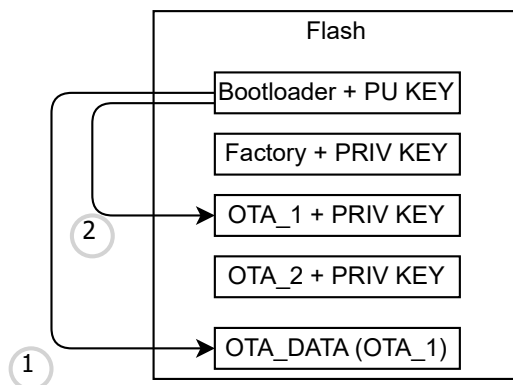 Flash
Bootloader + PU KEY
Factory + PRIV KEY
OTA_1 + PRIV KEY
2
OTA_2 + PRIV KEY
OTA_DATA (OTA_1)
1